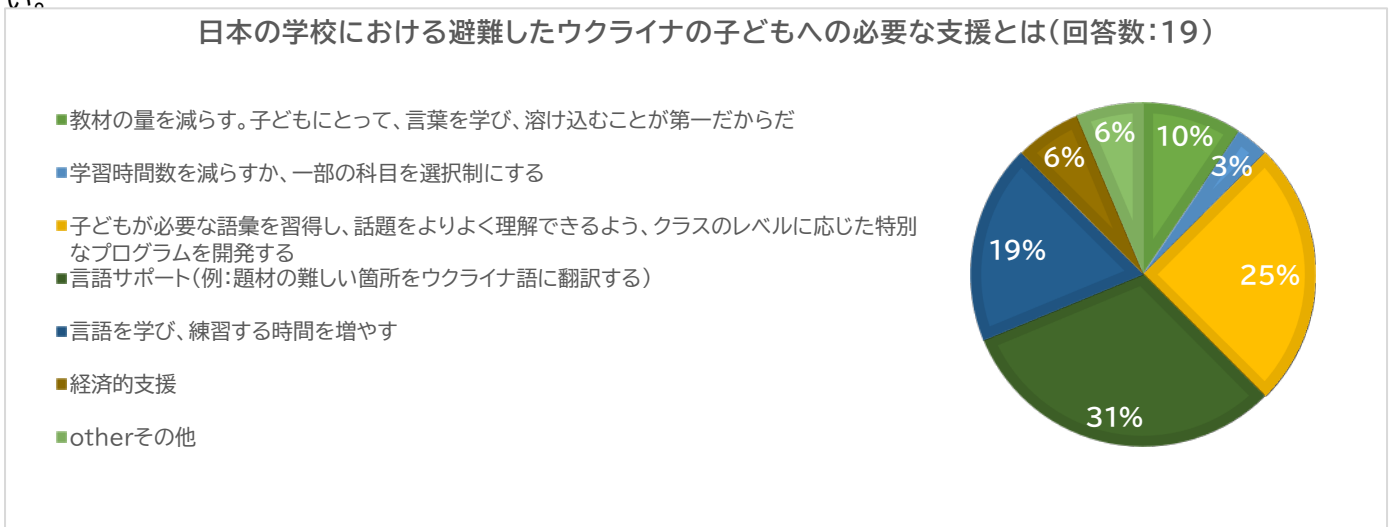 い。
日本の学校における避難したウクライナの子どもへの必要な支援とは(回答数:19)
教材の量を減らす。子どもにとって、言葉を学び、溶け込むことが第一だからだ
学習時間数を減らすか、一部の科目を選択制にする
子どもが必要な語彙を習得し、話題をよりよく理解できるよう、クラスのレベルに応じた特別
なプログラムを開発する
言語サポート(例:題材の難しい箇所をウクライナ語に翻訳する)
言語を学び、練習する時間を増やす
経済的支援
otherその他
10%
3%
25%
31%
19%
6%
6%